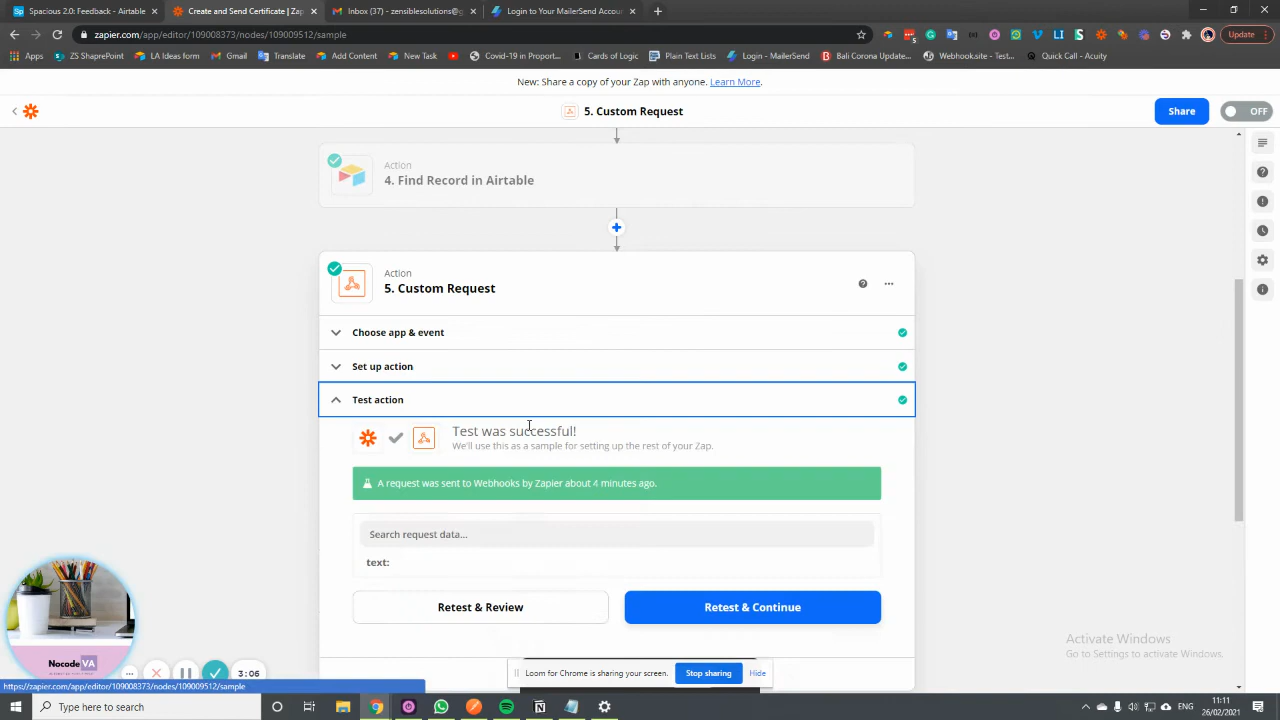 Spacious 2.0: Feedback - Airtable
Create and Send Certificate | Zap
Inbox (37) - zensiblesolutions@g
Login to Your MailerSend Accou
zapier.com/app/editor/109008373/nodes/109009512/sample
Update
Apps
ZS SharePoint
LA Ideas form
Gmail
Translate
Add Content
New Task
Covid-19 in Proport...
Cards of Logic
Plain Text Lists
Login - MailerSend
Bali Corona Update...
Webhook.site - Test...
Quick Call - Acuity
New: Share a copy of your Zap with anyone. Learn More.
5. Custom Request
Share
OFF
Action
4. Find Record in Airtable
Action
5. Custom Request
Choose app & event
Set up action
Test action
Test was successful!
We'll use this as a sample for setting up the rest of your Zap.
A request was sent to Webhooks by Zapier about 4 minutes ago.
Search request data...
text:
Retest & Review
Retest & Continue
Activate Windows
Go to Settings to activate Windows.
Nocode VA
3:06
Loom for Chrome is sharing your screen.
Stop sharing
Hide
https://zapier.com/app/editor/109008373/nodes/109009512/sample
Type here to search
ENG
11:11
26/02/2021